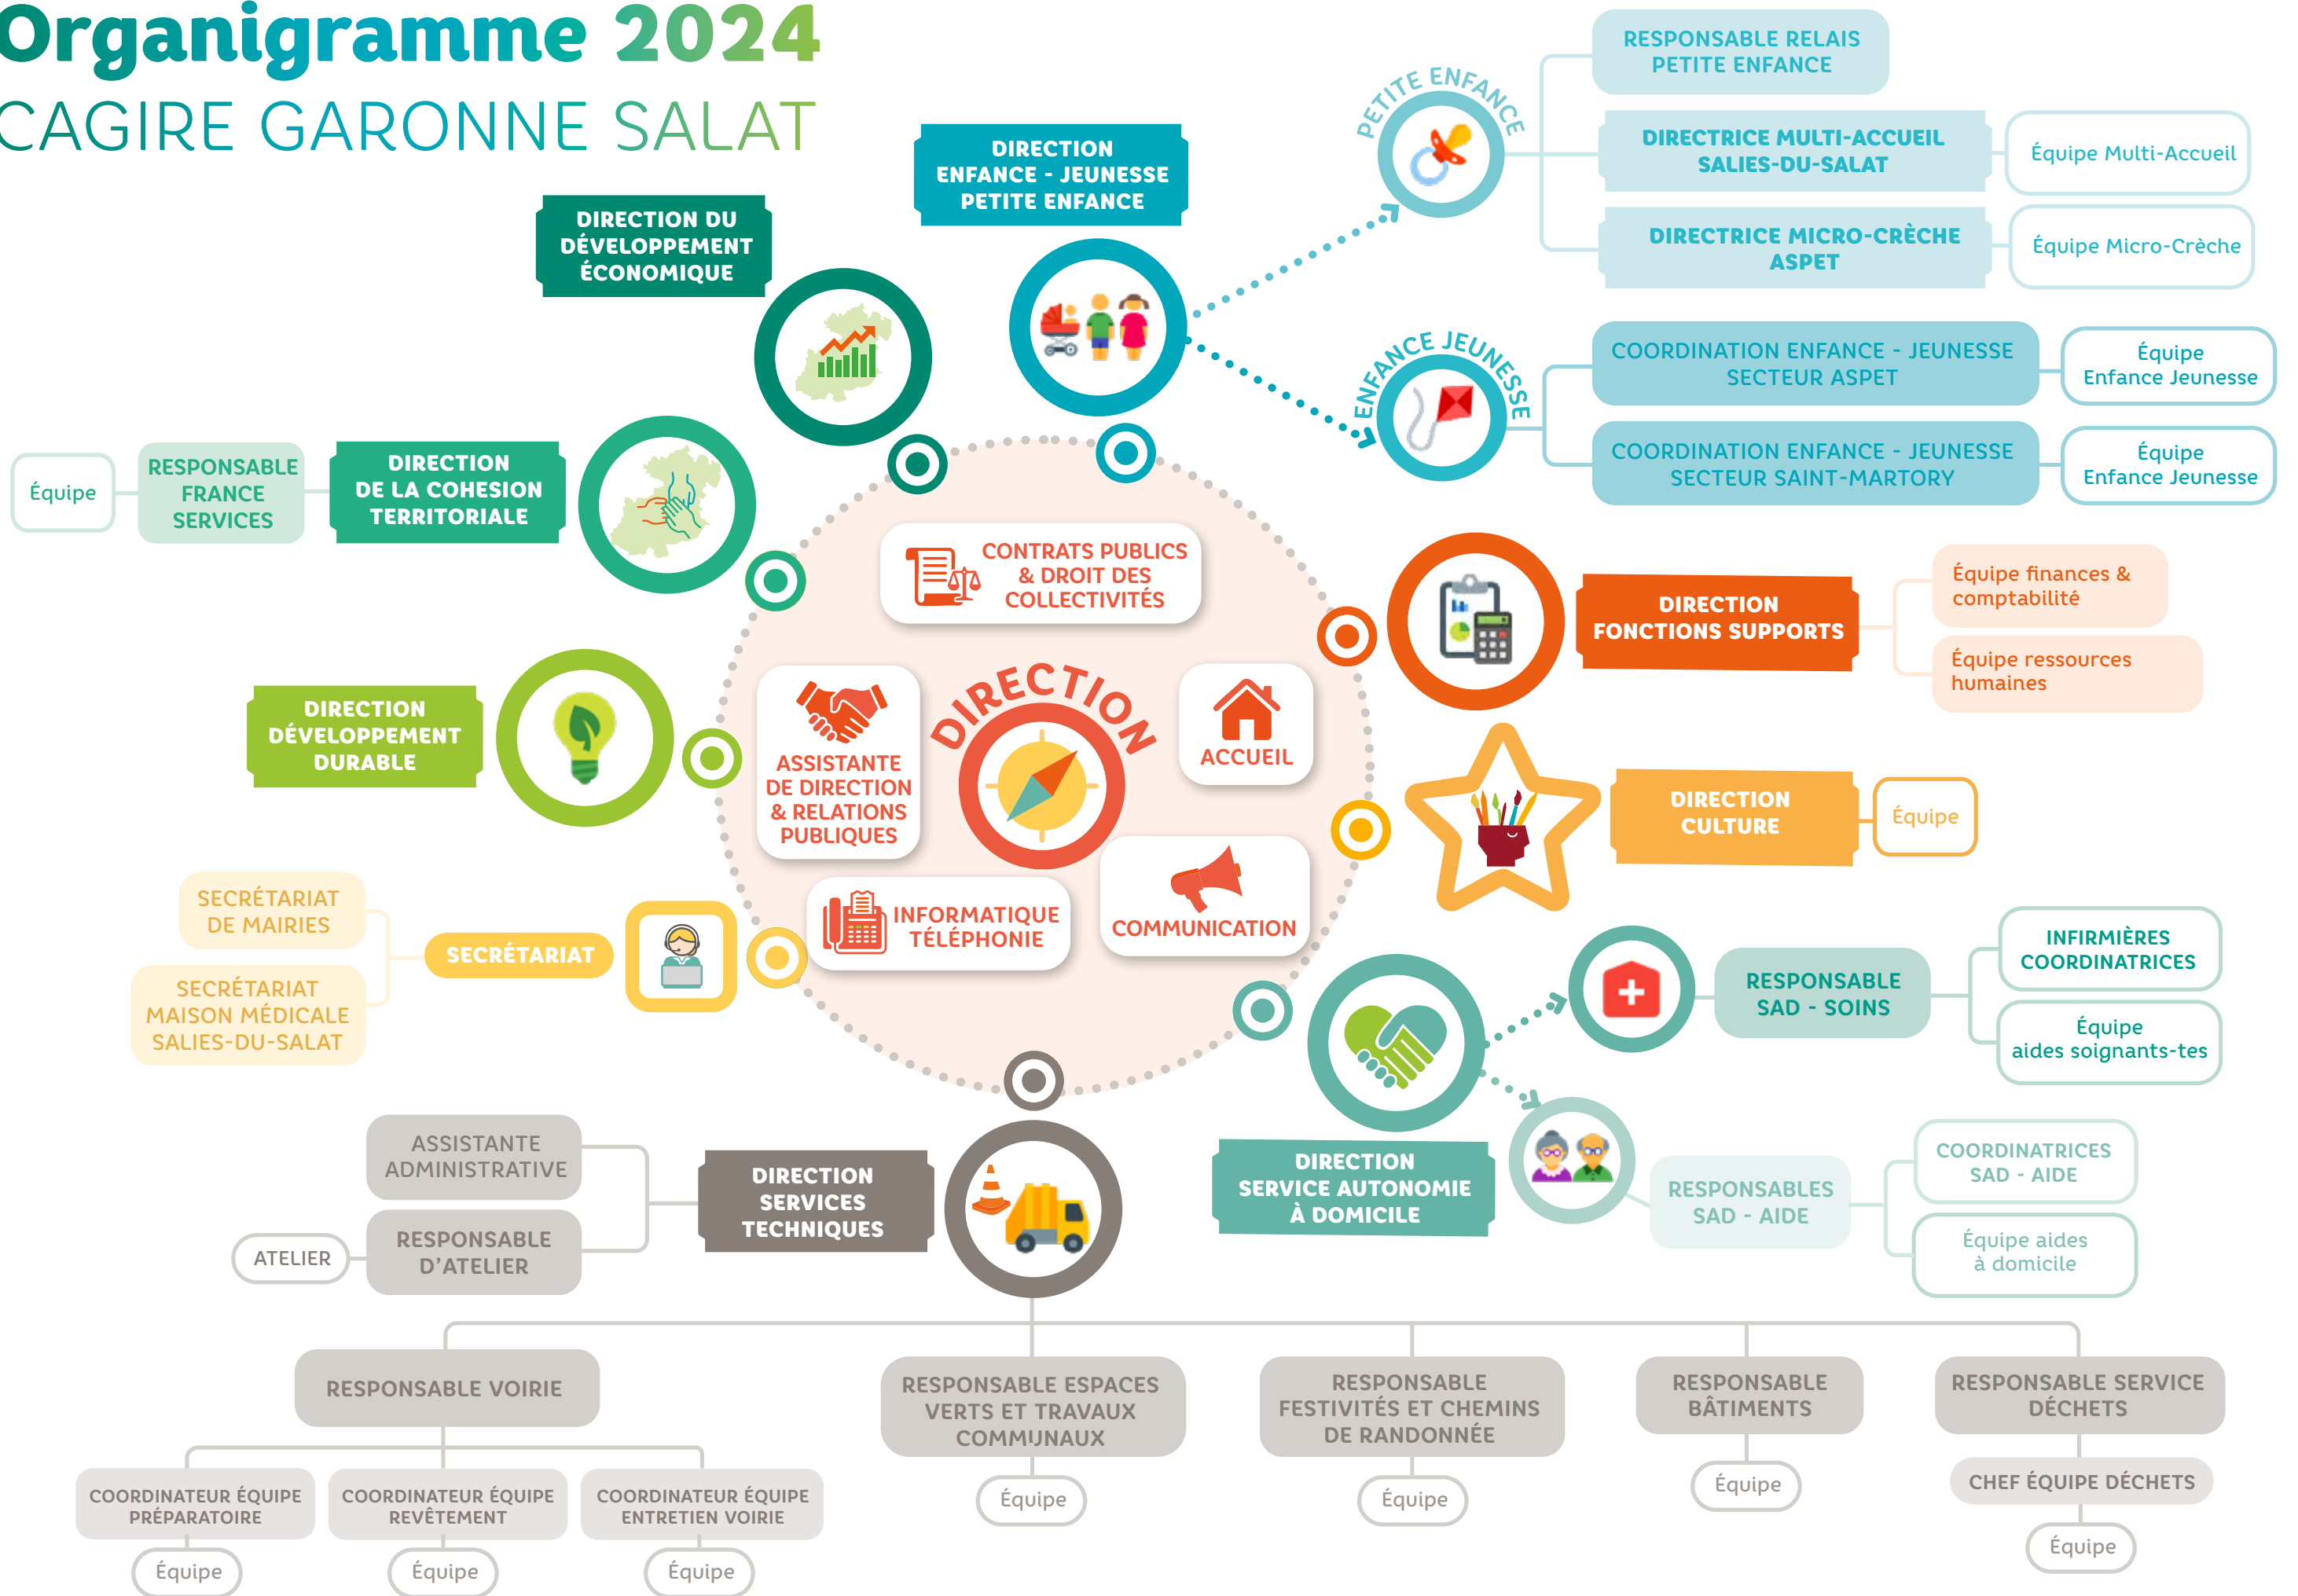 Organigramme 2024
CAGIRE GARONNE SALAT
DIRECTION DU
DÉVELOPPEMENT
ÉCONOMIQUE
DIRECTION
ENFANCE - JEUNESSE
PETITE ENFANCE
PETITE ENFANCE
RESPONSABLE RELAIS
PETITE ENFANCE
DIRECTRICE MULTI-ACCUEIL
SALIES-DU-SALAT
Équipe Multi-Accueil
DIRECTRICE MICRO-CRÈCHE
ASPET
Équipe Micro-Crèche
ENFANCE JEUNESSE
COORDINATION ENFANCE - JEUNESSE
SECTEUR ASPET
Équipe
Enfance Jeunesse
COORDINATION ENFANCE - JEUNESSE
SECTEUR SAINT-MARTORY
Équipe
Enfance Jeunesse
Équipe
RESPONSABLE
FRANCE
SERVICES
DIRECTION
DE LA COHESION
TERRITORIALE
CONTRATS PUBLICS
& DROIT DES
COLLECTIVITÉS
DIRECTION
FONCTIONS SUPPORTS
Équipe finances &
comptabilité
Équipe ressources
humaines
DIRECTION
DÉVELOPPEMENT
DURABLE
ASSISTANTE
DE DIRECTION
& RELATIONS
PUBLIQUES
DIRECTION
ACCUEIL
DIRECTION
CULTURE
Équipe
SECRÉTARIAT
DE MAIRIES
SECRÉTARIAT
MAISON MÉDICALE
SALIES-DU-SALAT
SECRÉTARIAT
INFORMATIQUE
TÉLÉPHONIE
COMMUNICATION
RESPONSABLE
SAD - SOINS
INFIRMIÈRES
COORDINATRICES
Équipe
aides soignants-tes
DIRECTION
SERVICE AUTONOMIE
À DOMICILE
RESPONSABLES
SAD - AIDE
COORDINATRICES
SAD - AIDE
Équipe aides
à domicile
ASSISTANTE
ADMINISTRATIVE
ATELIER
RESPONSABLE
D'ATELIER
DIRECTION
SERVICES
TECHNIQUES
RESPONSABLE VOIRIE
RESPONSABLE ESPACES
VERTS ET TRAVAUX
COMMUNAUX
RESPONSABLE
FESTIVITÉS ET CHEMINS
DE RANDONNÉE
RESPONSABLE
BÂTIMENTS
RESPONSABLE SERVICE
DÉCHETS
COORDINATEUR ÉQUIPE
PRÉPARATOIRE
COORDINATEUR ÉQUIPE
REVÊTEMENT
COORDINATEUR ÉQUIPE
ENTRETIEN VOIRIE
Équipe
Équipe
Équipe
CHEF ÉQUIPE DÉCHETS
Équipe
Équipe
Équipe
Équipe